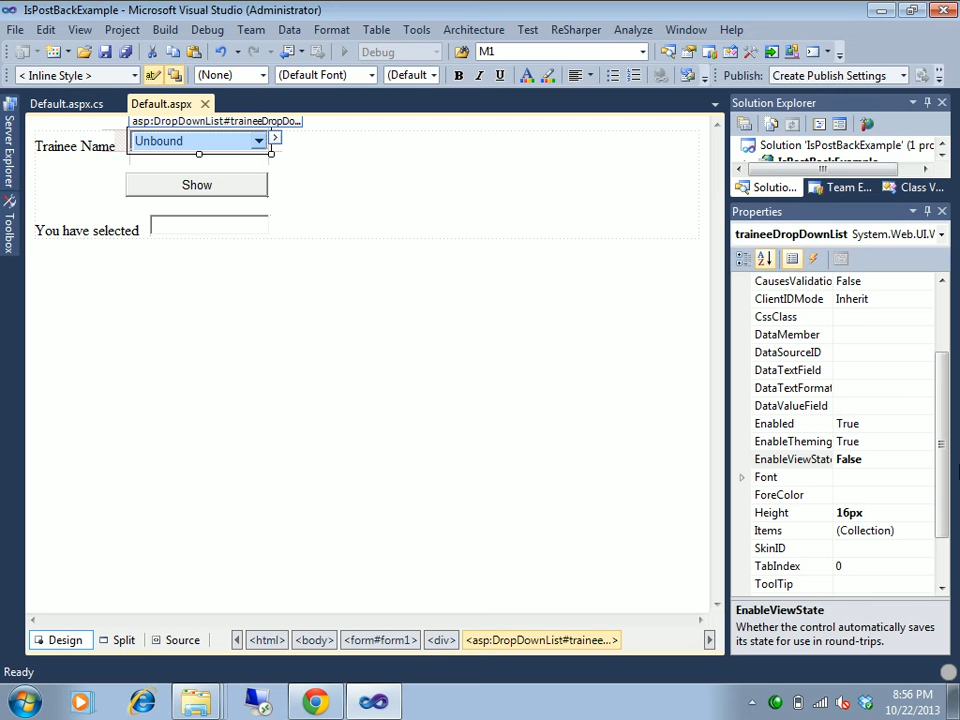 IsPostBackExample - Microsoft Visual Studio (Administrator)
File Edit View Project Build Debug Team Data Format Table Tools Architecture Test ReSharper Analyze Window Help
Debug M1
< Inline Style > (None) (Default Font) (Default B I U A Publish: Create Publish Settings
Default.aspx.cs Default.aspx
Solution Explorer
asp:DropDownList#traineeDropDo...
Trainee Name Unbound
Show
You have selected
Server Explorer
Toolbox
Solution 'IsPostBackExample' (1 prc
IsPostBackExample
Solutio... Team E... Class V...
Properties
traineeDropDownList System.Web.UI.W
CausesValidatio False
ClientIDMode Inherit
CssClass
DataMember
DataSourceID
DataTextField
DataTextFormat
DataValueField
Enabled True
EnableTheming True
EnableViewState False
Font
ForeColor
Height 16px
Items (Collection)
SkinID
TabIndex 0
ToolTip
EnableViewState
Whether the control automatically saves
its state for use in round-trips.
Design Split Source <html> <body> <form#form1> <div> <asp:DropDownList#trainee...>
Ready
8:56 PM
10/22/2013